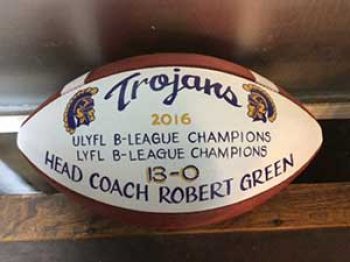 Trojans
2016
ULYFL B-LEAGUE CHAMPIONS
LYFL B-LEAGUE CHAMPIONS
13-0
HEAD COACH ROBERT GREEN